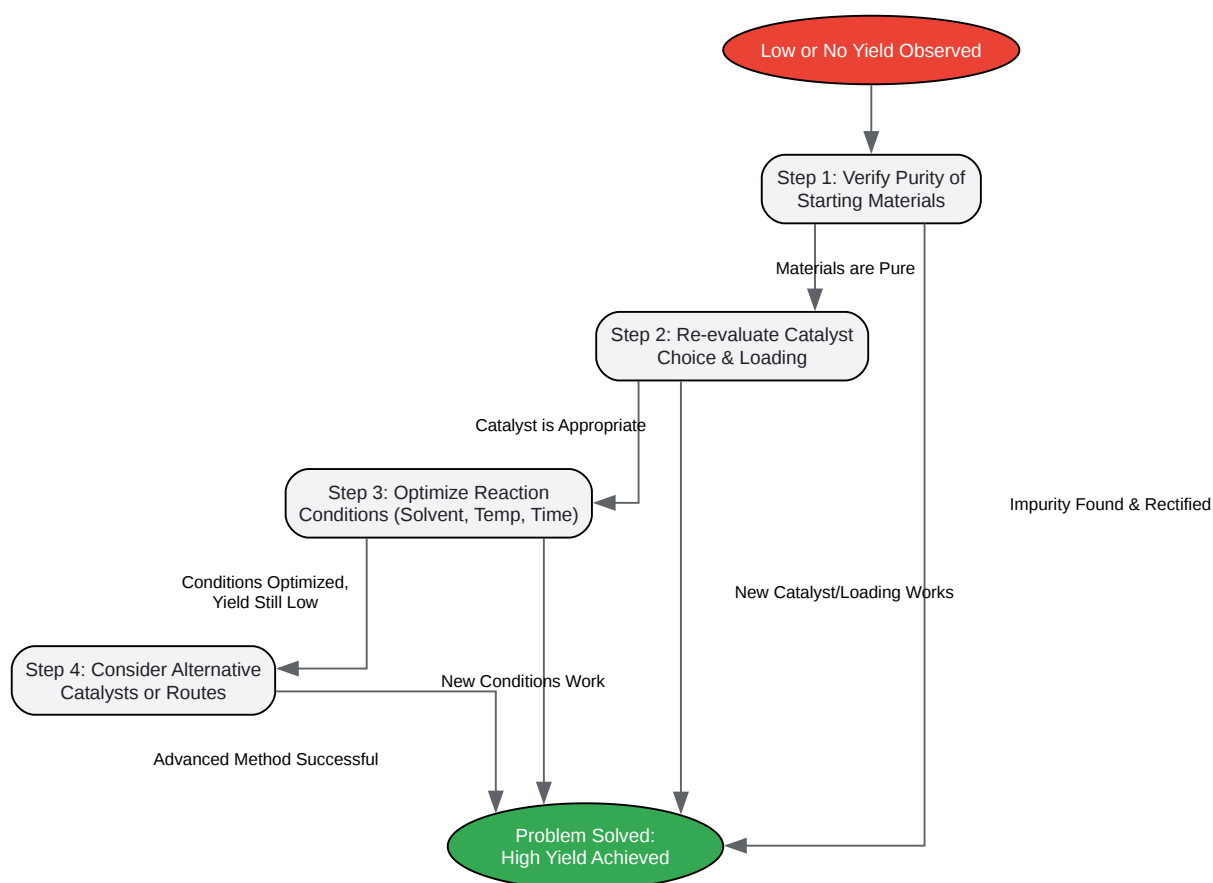 Low or No Yield Observed
Step 1: Verify Purity of
Starting Materials
Materials are Pure
Step 2: Re-evaluate Catalyst
Choice & Loading
Catalyst is Appropriate
Step 3: Optimize Reaction
Conditions (Solvent, Temp, Time)
Impurity Found & Rectified
Conditions Optimized,
Yield Still Low
New Catalyst/Loading Works
Step 4: Consider Alternative
Catalysts or Routes
New Conditions Work
Advanced Method Successful
Problem Solved:
High Yield Achieved